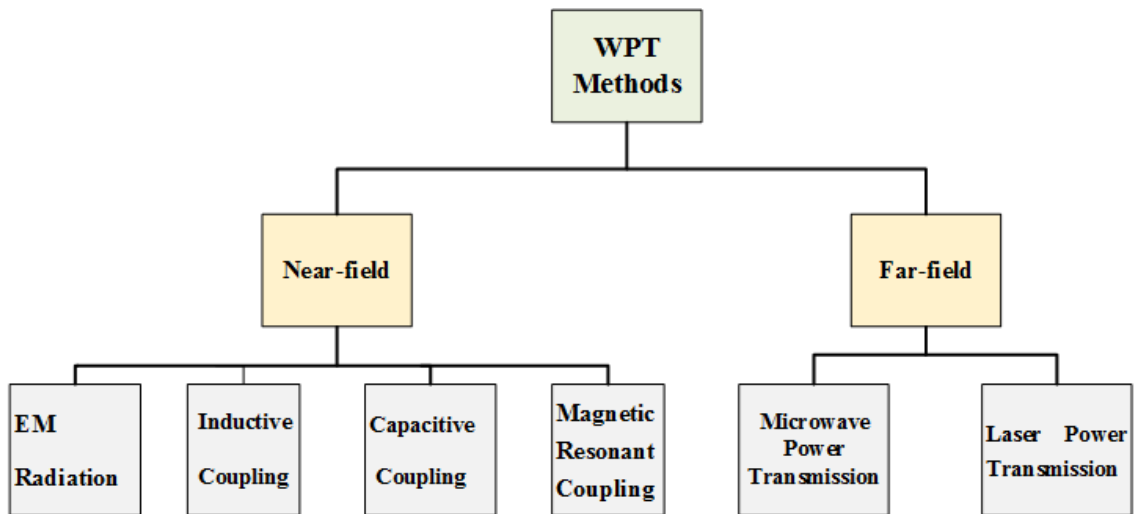 WPT
Methods
Near-field
Far-field
EM
Radiation
Inductive
Coupling
Capacitive
Coupling
Magnetic
Resonant
Coupling
Microwave
Power
Transmission
Laser Power
Transmission